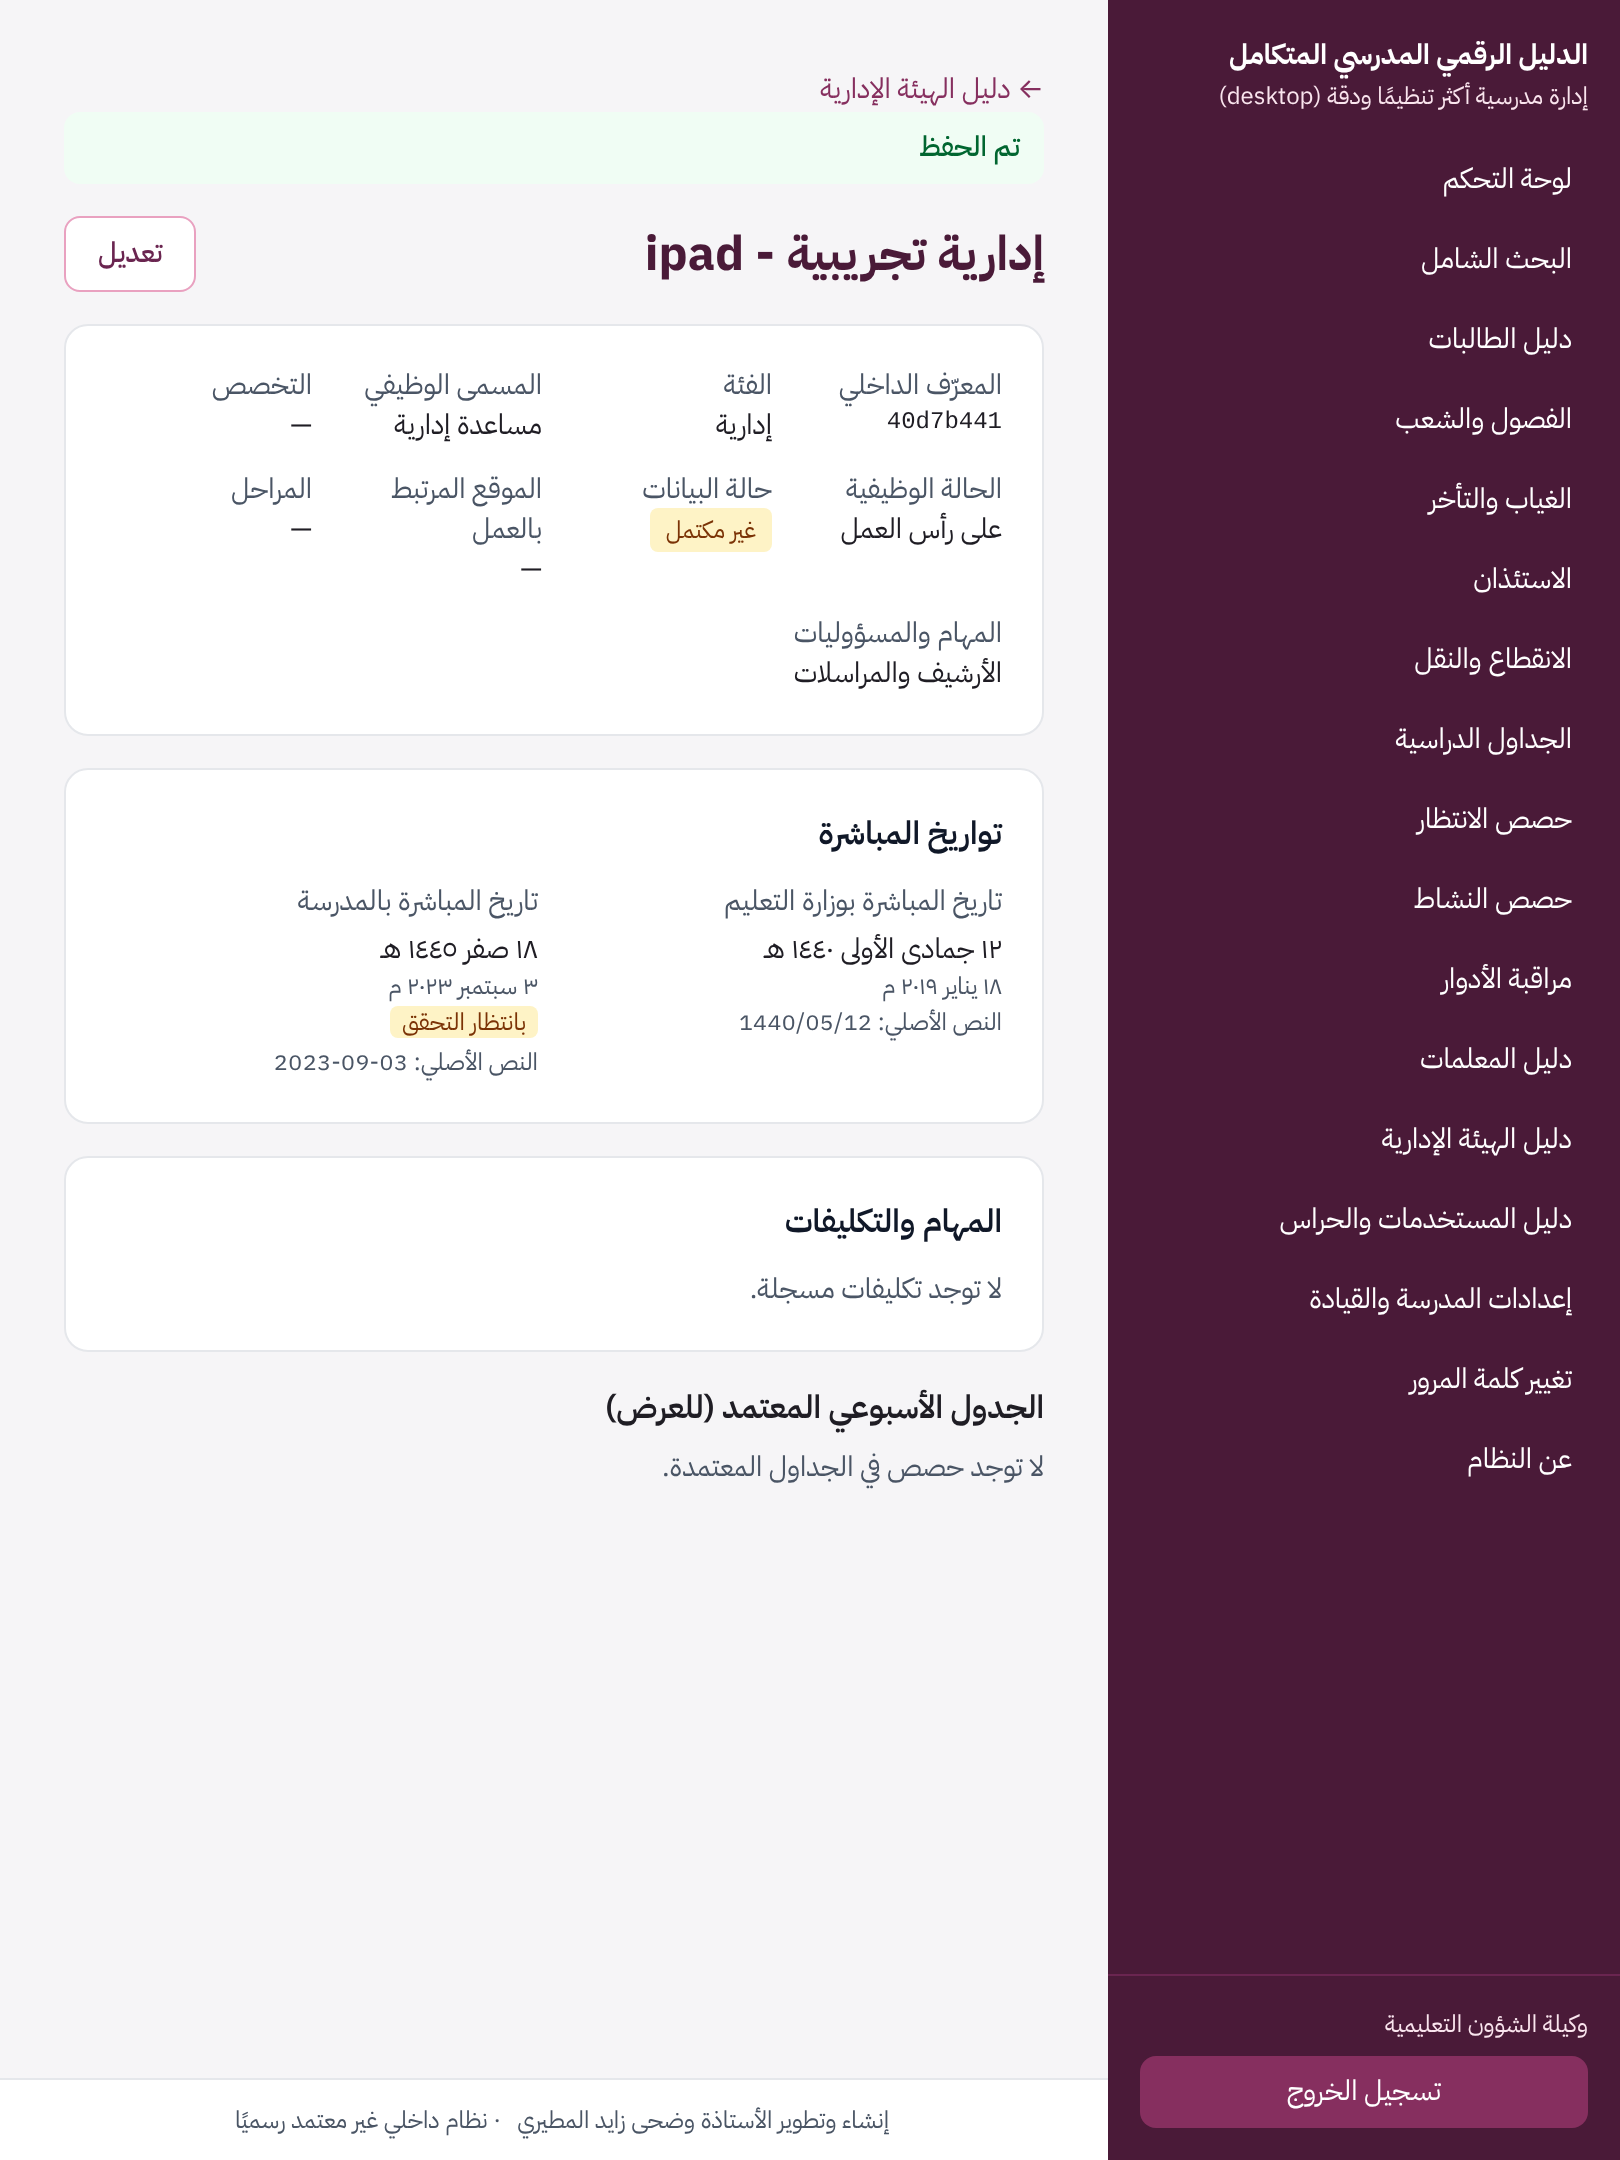 الدليل الرقمي المدرسي المتكامل
إدارة مدرسية أكثر تنظيمًا ودقة (desktop)
لوحة التحكم
البحث الشامل
دليل الطالبات
الفصول والشعب
الغياب والتأخر
الاستئذان
الانقطاع والنقل
الجداول الدراسية
حصص الانتظار
حصص النشاط
مراقبة الأدوار
دليل المعلمات
دليل الهيئة الإدارية
دليل المستخدمات والحراس
إعدادات المدرسة والقيادة
تغيير كلمة المرور
عن النظام
وكيلة الشؤون التعليمية
تسجيل الخروج
← دليل الهيئة الإدارية
تم الحفظ
إدارية تجريبية - ipad
تعديل
المعرّف الداخلي
40d7b441
الفئة
إدارية
المسمى الوظيفي
مساعدة إدارية
التخصص
—
الحالة الوظيفية
على رأس العمل
حالة البيانات
غير مكتمل
الموقع المرتبط
بالعمل
—
المراحل
—
المهام والمسؤوليات
الأرشيف والمراسلات
تواريخ المباشرة
تاريخ المباشرة بوزارة التعليم
١٢ جمادى الأولى ١٤٤٠ هـ
١٨ يناير ٢٠١٩ م
النص الأصلي: 1440/05/12
تاريخ المباشرة بالمدرسة
١٨ صفر ١٤٤٥ هـ
٣ سبتمبر ٢٠٢٣ م
بانتظار التحقق
النص الأصلي: 2023-09-03
المهام والتكليفات
لا توجد تكليفات مسجلة.
الجدول الأسبوعي المعتمد (للعرض)
لا توجد حصص في الجداول المعتمدة.
إنشاء وتطوير الأستاذة وضحى زايد المطيري · نظام داخلي غير معتمد رسميًا